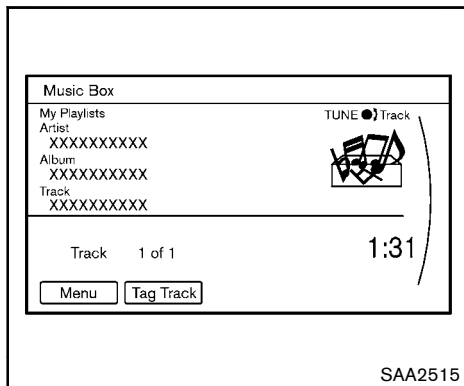 Music Box
My Playlists
TUNE Track
Artist
XXXXXXXXXX
Album
XXXXXXXXXX
Track
XXXXXXXXXX
Track 1 of 1
1:31
Menu Tag Track
SAA2515